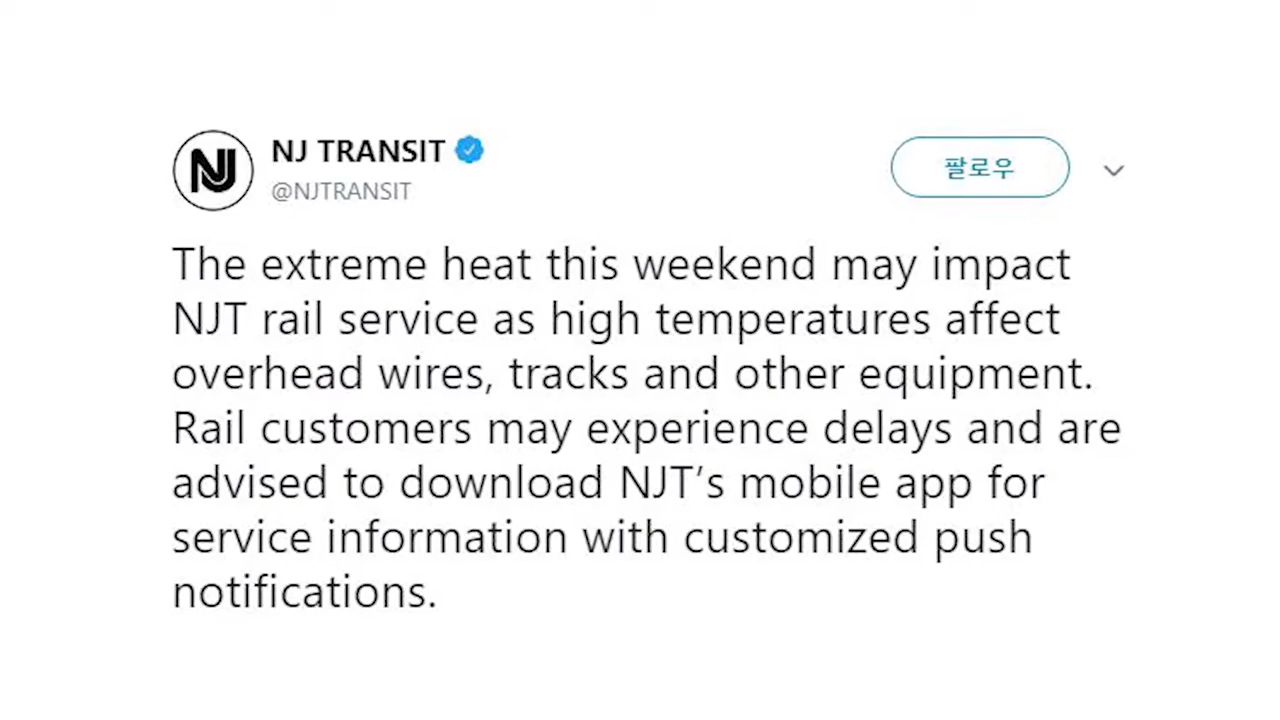 NJ TRANSIT
@NJTRANSIT
팔로우
The extreme heat this weekend may impact
NJT rail service as high temperatures affect
overhead wires, tracks and other equipment.
Rail customers may experience delays and are
advised to download NJT’s mobile app for
service information with customized push
notifications.